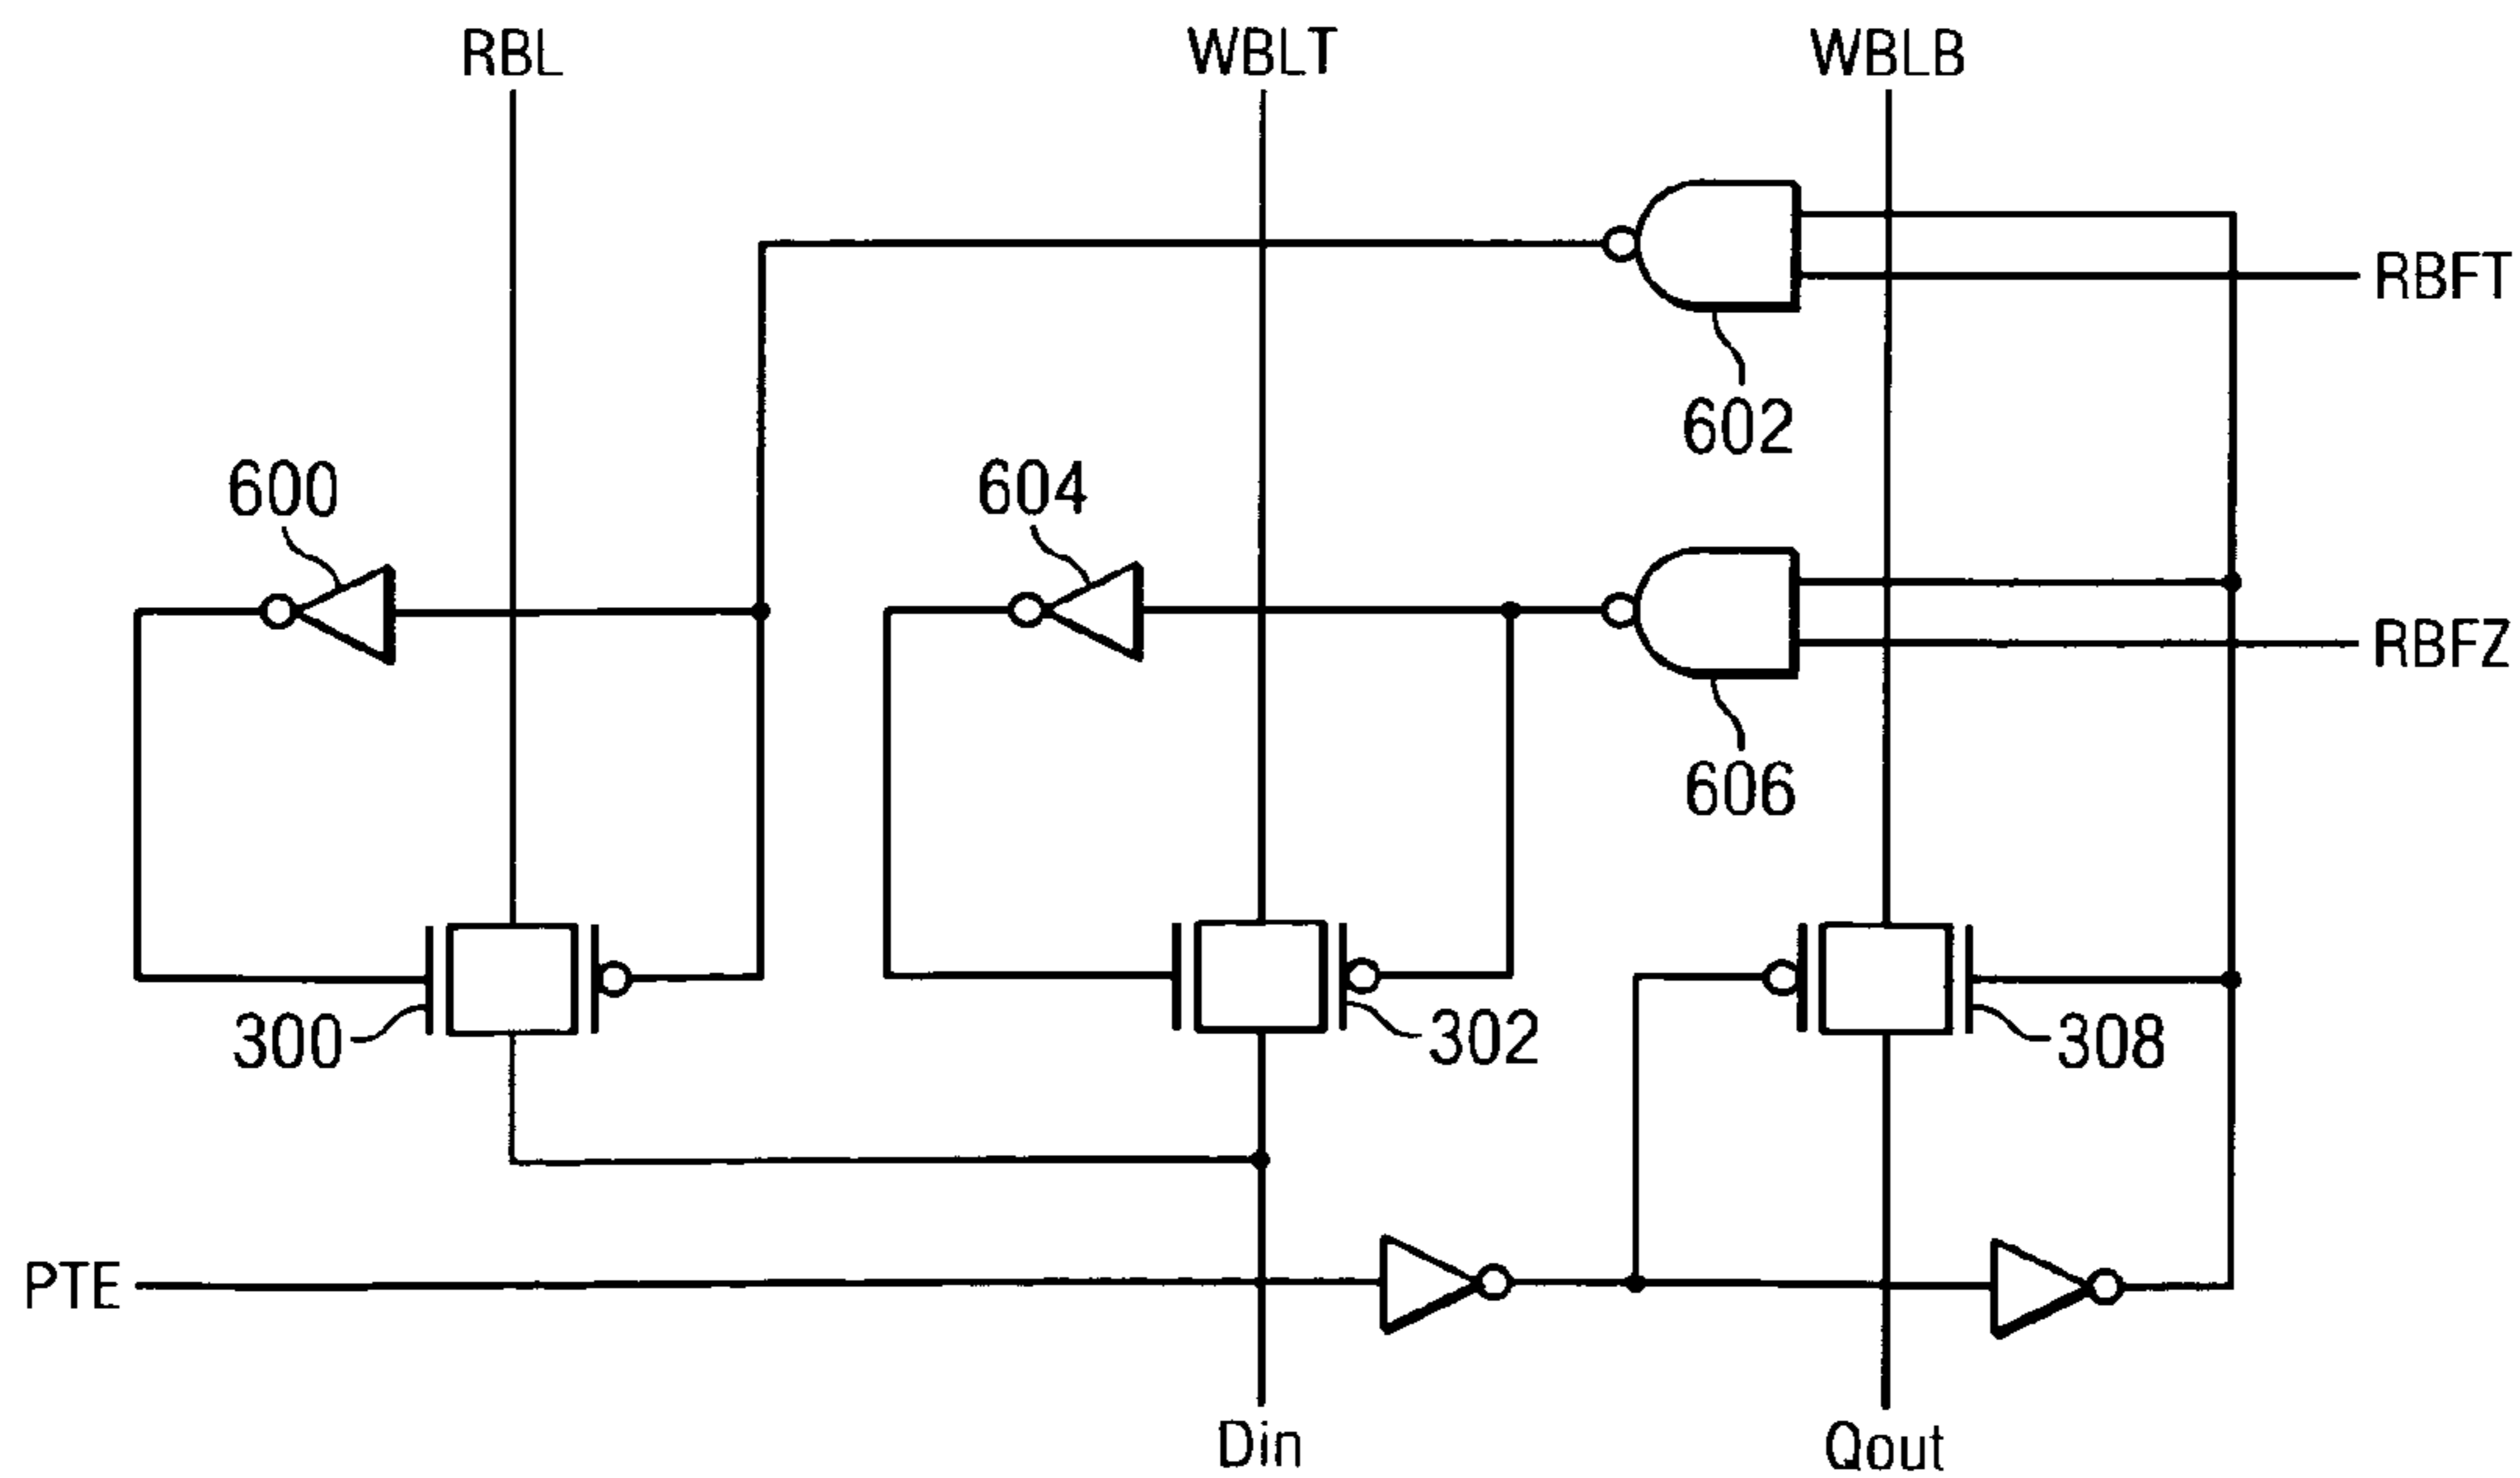 RBL
WBLT
WBLB
RBFT
602
600
604
RBFZ
606
300
302
308
PTE
Din
Qout